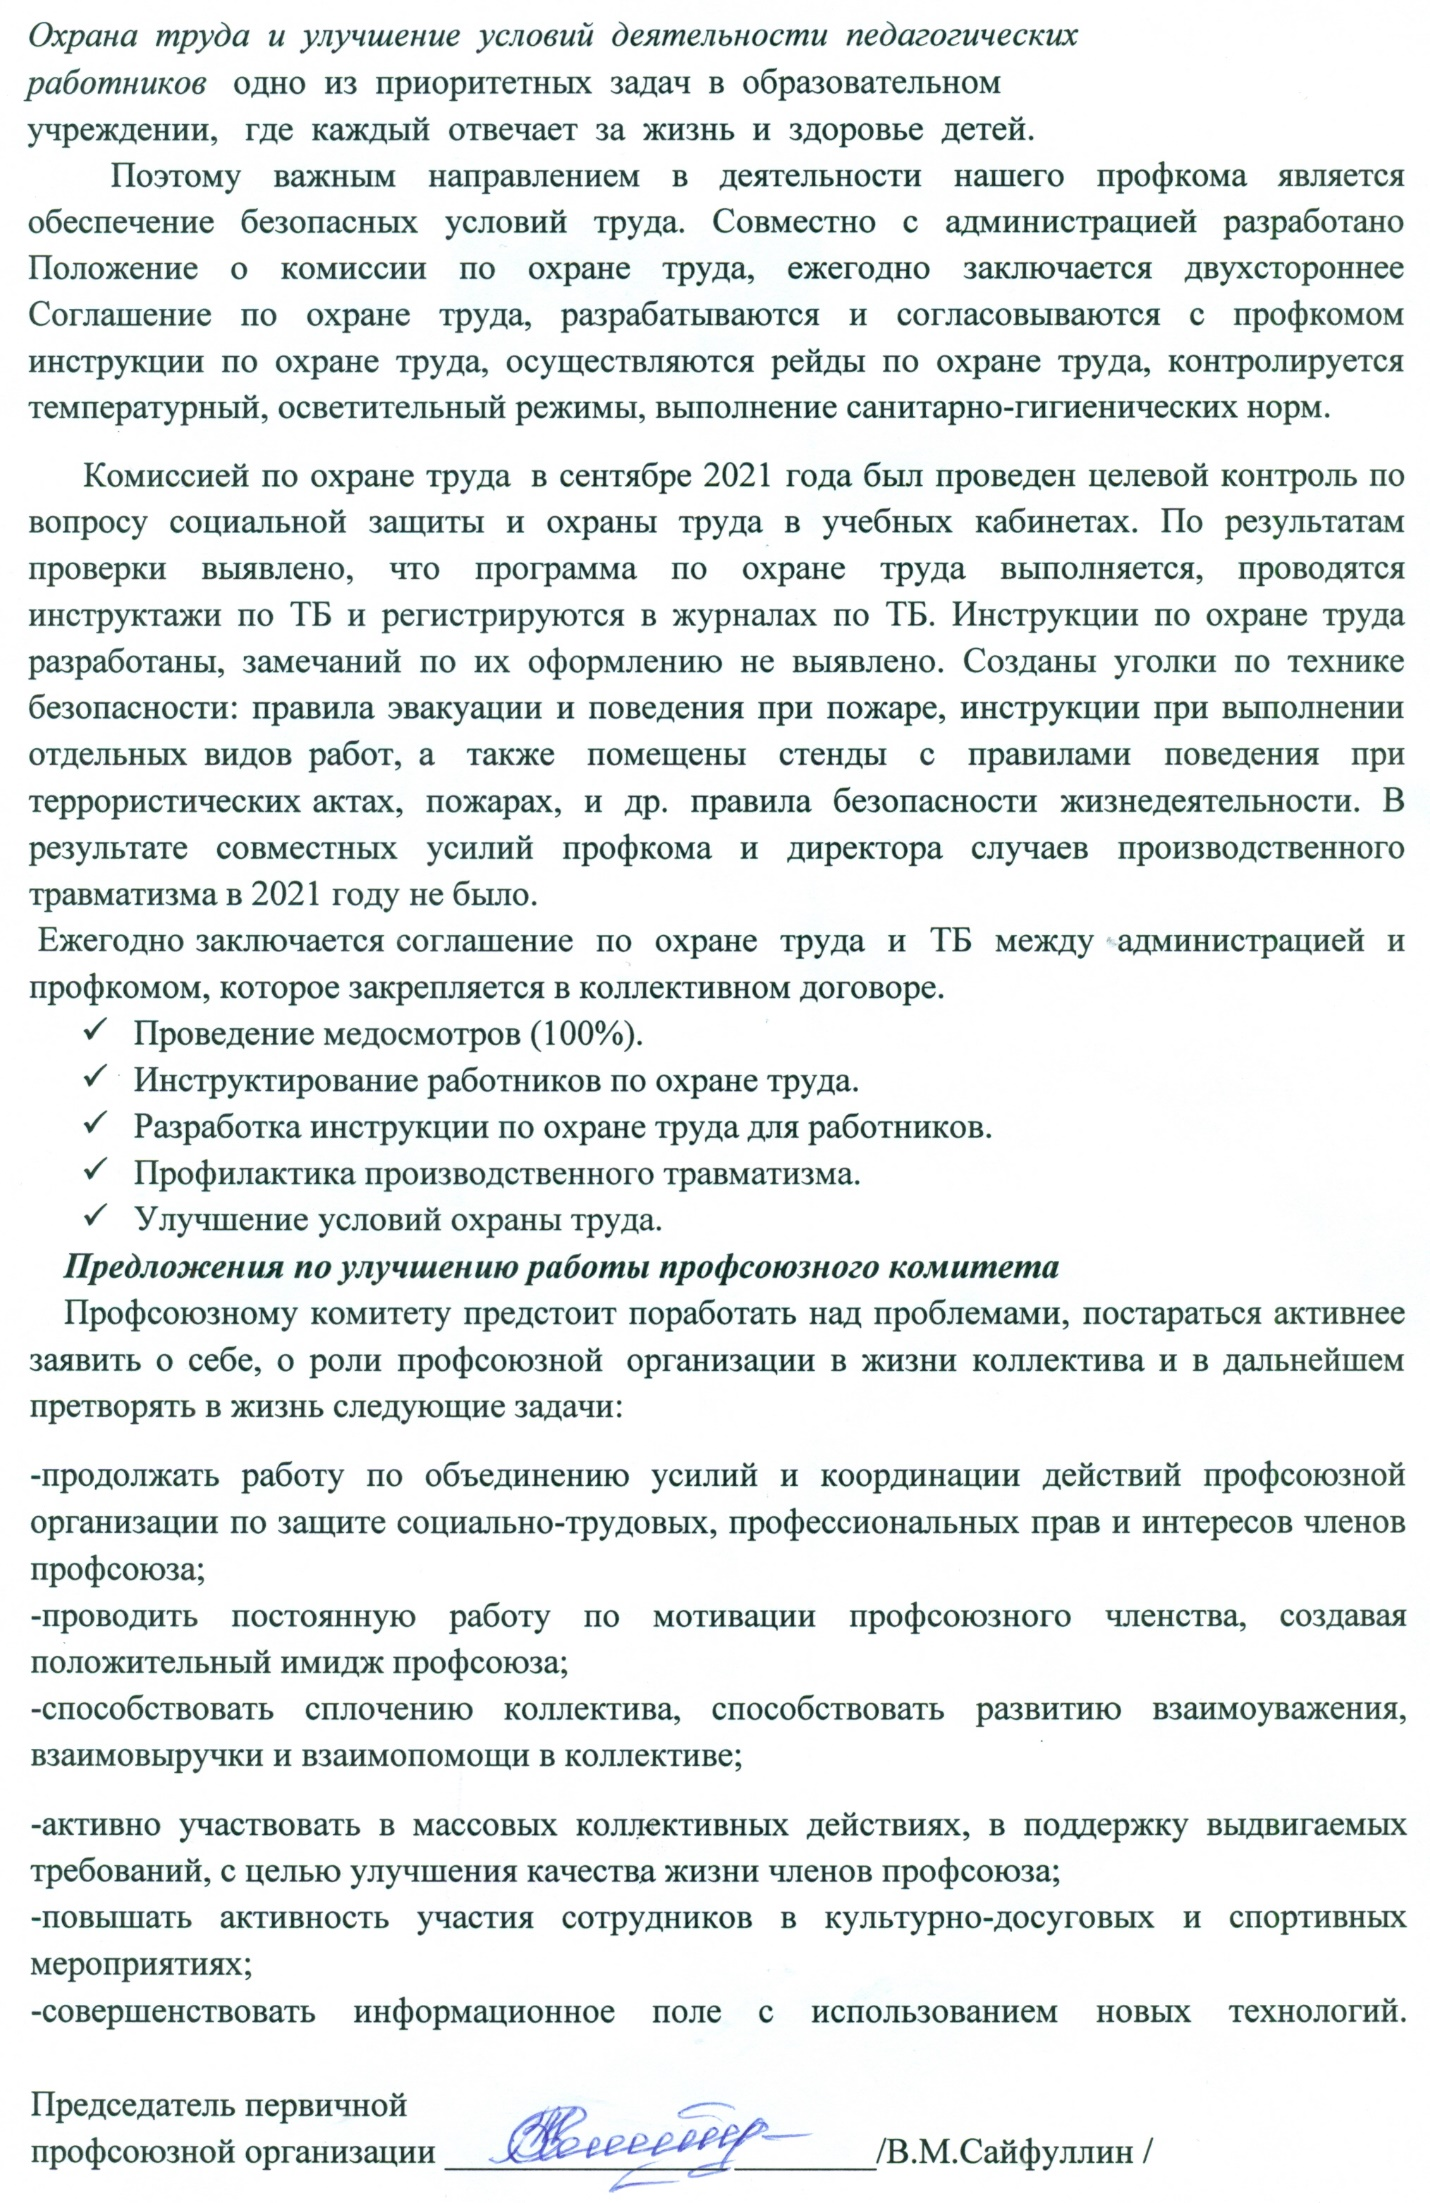 Охрана труда и улучшение условий деятельности педагогических
работников одно из приоритетных задач в образовательном
учреждении, где каждый отвечает за жизнь и здоровье детей.
Поэтому важным направлением в деятельности нашего профкома является
обеспечение безопасных условий труда. Совместно с администрацией разработано
Положение о комиссии по охране труда, ежегодно заключается двухстороннее
Соглашение по охране труда, разрабатываются и согласовываются с профкомом
инструкции по охране труда, осуществляются рейды по охране труда, контролируется
температурный, осветительный режимы, выполнение санитарно-гигиенических норм.
Комиссией по охране труда в сентябре 2021 года был проведен целевой контроль по
вопросу социальной защиты и охраны труда в учебных кабинетах. По результатам
проверки выявлено, что программа по охране труда выполняется, проводятся
инструктажи по ТБ и регистрируются в журналах по ТБ. Инструкции по охране труда
разработаны, замечаний по их оформлению не выявлено. Созданы уголки по технике
безопасности: правила эвакуации и поведения при пожаре, инструкции при выполнении
отдельных видов работ, а также помещены стенды с правилами поведения при
террористических актах, пожарах, и др. правила безопасности жизнедеятельности. В
результате совместных усилий профкома и директора случаев производственного
травматизма в 2021 году не было.
Ежегодно заключается соглашение по охране труда и ТБ между администрацией и
профкомом, которое закрепляется в коллективном договоре.
✓ Проведение медосмотров (100%).
✓ Инструктирование работников по охране труда.
✓ Разработка инструкции по охране труда для работников.
✓ Профилактика производственного травматизма.
✓ Улучшение условий охраны труда.
Предложения по улучшению работы профсоюзного комитета
Профсоюзному комитету предстоит поработать над проблемами, постараться активнее
заявить о себе, о роли профсоюзной организации в жизни коллектива и в дальнейшем
претворять в жизнь следующие задачи:
-продолжать работу по объединению усилий и координации действий профсоюзной
организации по защите социально-трудовых, профессиональных прав и интересов членов
профсоюза;
-проводить постоянную работу по мотивации профсоюзного членства, создавая
положительный имидж профсоюза;
-способствовать сплочению коллектива, способствовать развитию взаимоуважения,
взаимовыручки и взаимопомощи в коллективе;
-активно участвовать в массовых коллективных действиях, в поддержку выдвигаемых
требований, с целью улучшения качества жизни членов профсоюза;
-повышать активность участия сотрудников в культурно-досуговых и спортивных
мероприятиях;
-совершенствовать информационное поле с использованием новых технологий.
Председатель первичной
профсоюзной организации ________________________/В.М.Сайфуллин /